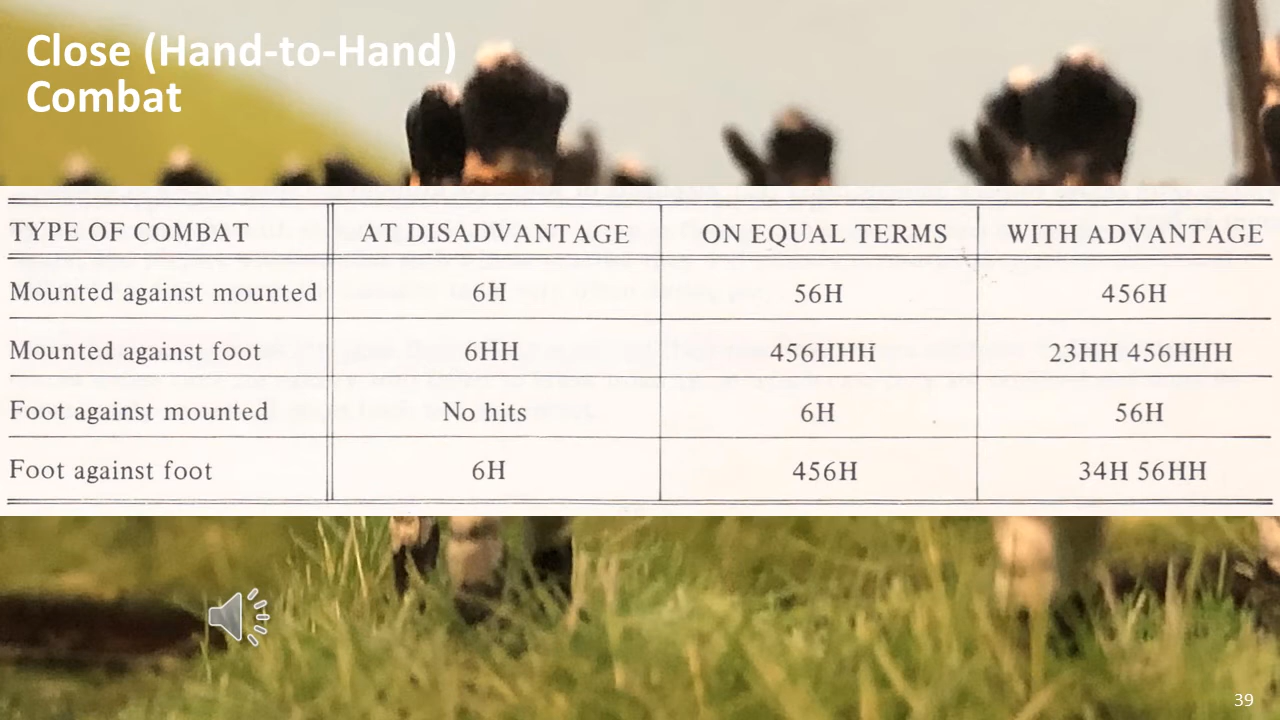 Close (Hand-to-Hand)
Combat
TYPE OF COMBAT AT DISADVANTAGE ON EQUAL TERMS WITH ADVANTAGE
Mounted against mounted 6H 56H 456H
Mounted against foot 6HH 456HHH 23HH 456HHH
Foot against mounted No hits 6H 56H
Foot against foot 6H 456H 34H 56HH
39